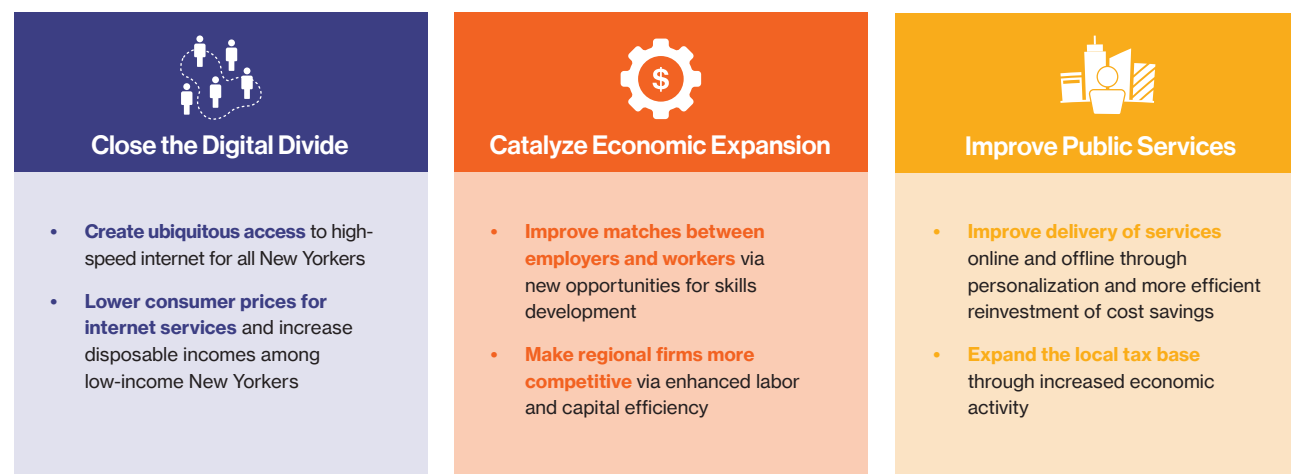 Close the Digital Divide
• Create ubiquitous access to high-
speed internet for all New Yorkers
• Lower consumer prices for
internet services and increase
disposable incomes among
low-income New Yorkers
$
Catalyze Economic Expansion
• Improve matches between
employers and workers via
new opportunities for skills
development
• Make regional firms more
competitive via enhanced labor
and capital efficiency
Improve Public Services
• Improve delivery of services
online and offline through
personalization and more efficient
reinvestment of cost savings
• Expand the local tax base
through increased economic
activity